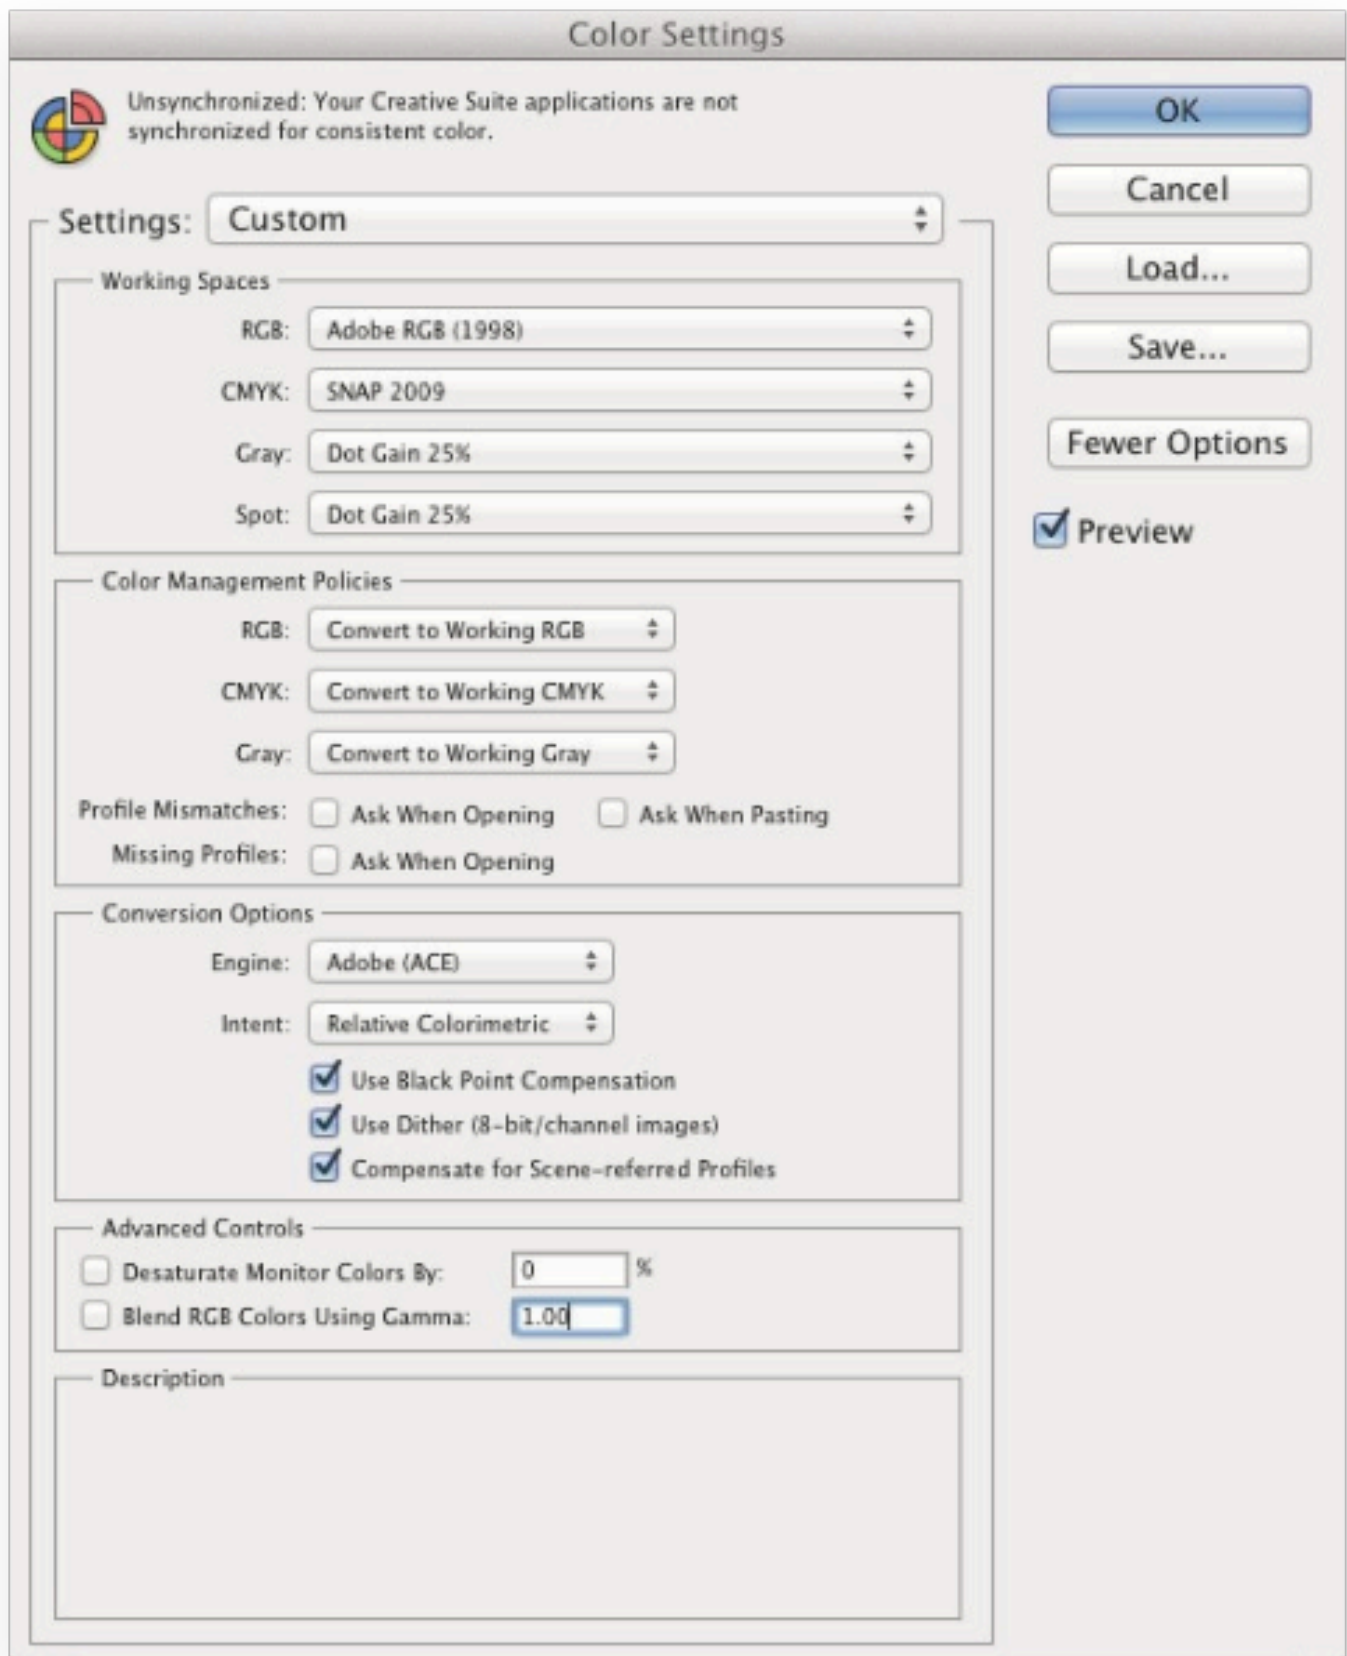 Color Settings
Unsynchronized: Your Creative Suite applications are not
synchronized for consistent color.
OK
Cancel
Load...
Save...
Fewer Options
Preview
Settings: Custom
Working Spaces
RGB: Adobe RGB (1998)
CMYK: SNAP 2009
Gray: Dot Gain 25%
Spot: Dot Gain 25%
Color Management Policies
RGB: Convert to Working RGB
CMYK: Convert to Working CMYK
Gray: Convert to Working Gray
Profile Mismatches: Ask When Opening Ask When Pasting
Missing Profiles: Ask When Opening
Conversion Options
Engine: Adobe (ACE)
Intent: Relative Colorimetric
Use Black Point Compensation
Use Dither (8-bit/channel images)
Compensate for Scene-referred Profiles
Advanced Controls
Desaturate Monitor Colors By: 0 %
Blend RGB Colors Using Gamma: 1.00
Description